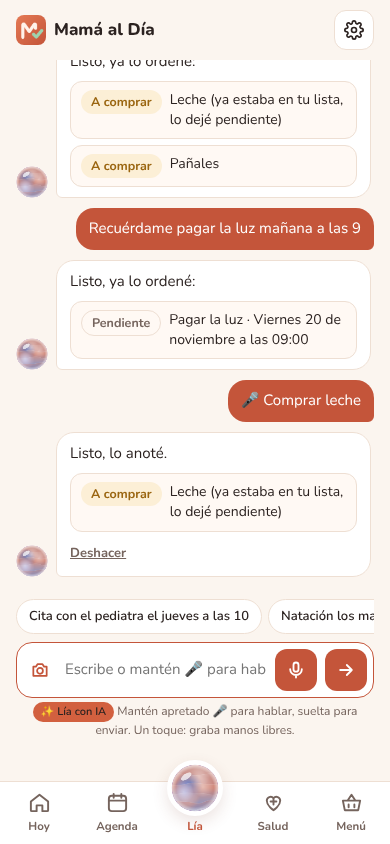 Mamá al Día
Listo, ya lo ordené:
A comprar Leche (ya estaba en tu lista,
lo dejé pendiente)
A comprar Pañales
Recuérdame pagar la luz mañana a las 9
Listo, ya lo ordené:
Pendiente Pagar la luz · Viernes 20 de
noviembre a las 09:00
🎤 Comprar leche
Listo, lo anoté.
A comprar Leche (ya estaba en tu lista,
lo dejé pendiente)
Deshacer
Cita con el pediatra el jueves a las 10 Natación los ma
Escribe o mantén 🎤 para hab
✨ Lía con IA Mantén apretado 🎤 para hablar, suelta para
enviar. Un toque: graba manos libres.
Hoy Agenda Lía Salud Menú